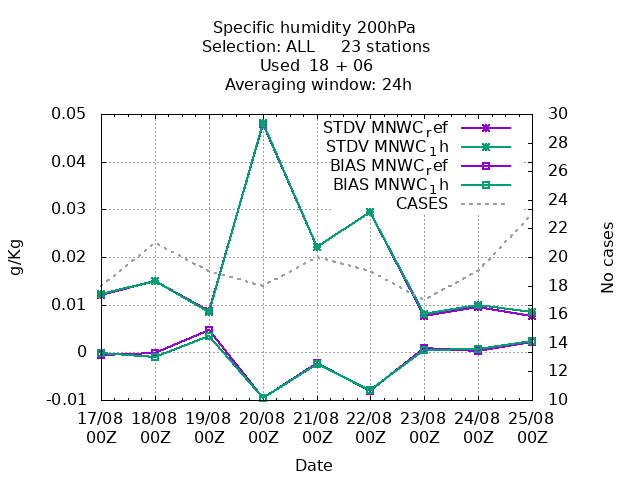 Specific humidity 200hPa
Selection: ALL 23 stations
Used 18 + 06
Averaging window: 24h
STDV MNWC_ref
STDV MNWC_1h
BIAS MNWC_ref
BIAS MNWC_1h
CASES
0.05
0.04
0.03
0.02
0.01
0
-0.01
g/Kg
30
28
26
24
22
20
18
16
14
12
10
No cases
17/08 18/08 19/08 20/08 21/08 22/08 23/08 24/08 25/08
00Z 00Z 00Z 00Z 00Z 00Z 00Z 00Z 00Z
Date